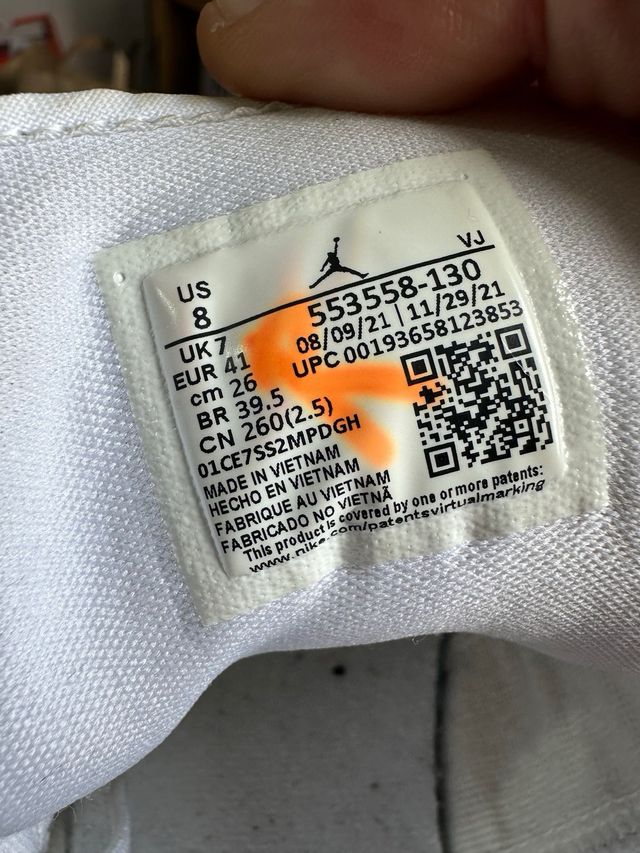 VJ
US
8
553558-130
08/09/21 | 11/29/21
UPC 00193658123853
UK 7
EUR 41
cm 26
BR 39.5
CN 260(2.5)
01CE7SS2MPDGH
MADE IN VIETNAM
HECHO EN VIETNAM
FABRIQUE AU VIETNAM
FABRICADO NO VIETNÃ
This product is covered by one or more patents:
www.nike.com/patentsvirtualmarking